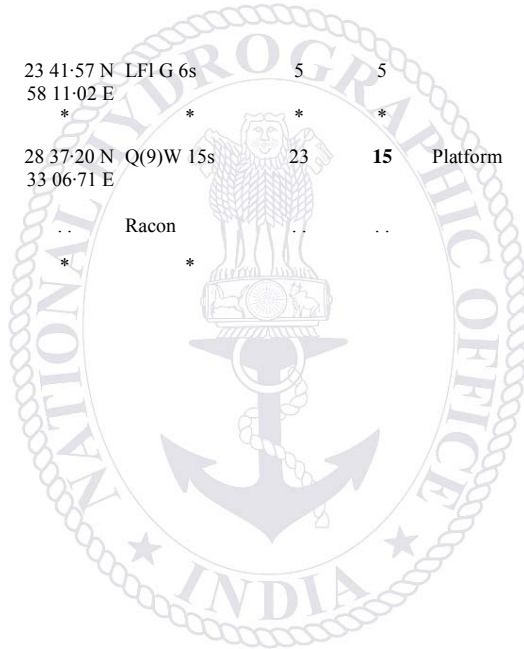 23 41·57 N LFl G 6s 5 5
58 11·02 E
* * * *
28 37·20 N Q(9)W 15s 23 15 Platform
33 06·71 E
. . Racon . . . .
* *
NATIONAL HYDROGRAPHIC OFFICE
INDIA